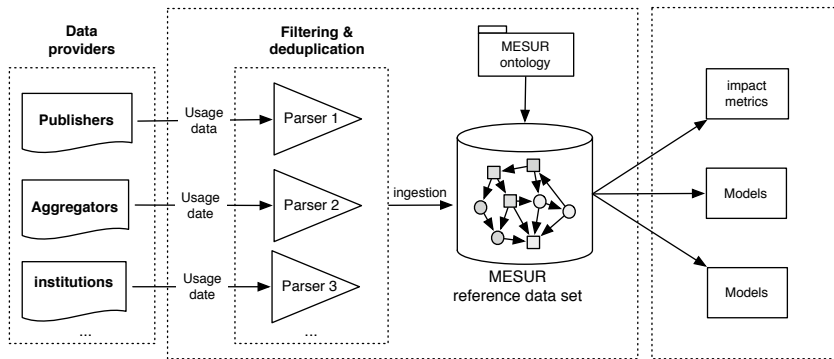 Data
providers
Filtering &
deduplication
MESUR
ontology
Publishers
Usage
data
Parser 1
impact
metrics
Aggregators
Usage
date
Parser 2
ingestion
Models
institutions
Usage
date
Parser 3
MESUR
reference data set
Models
...
...